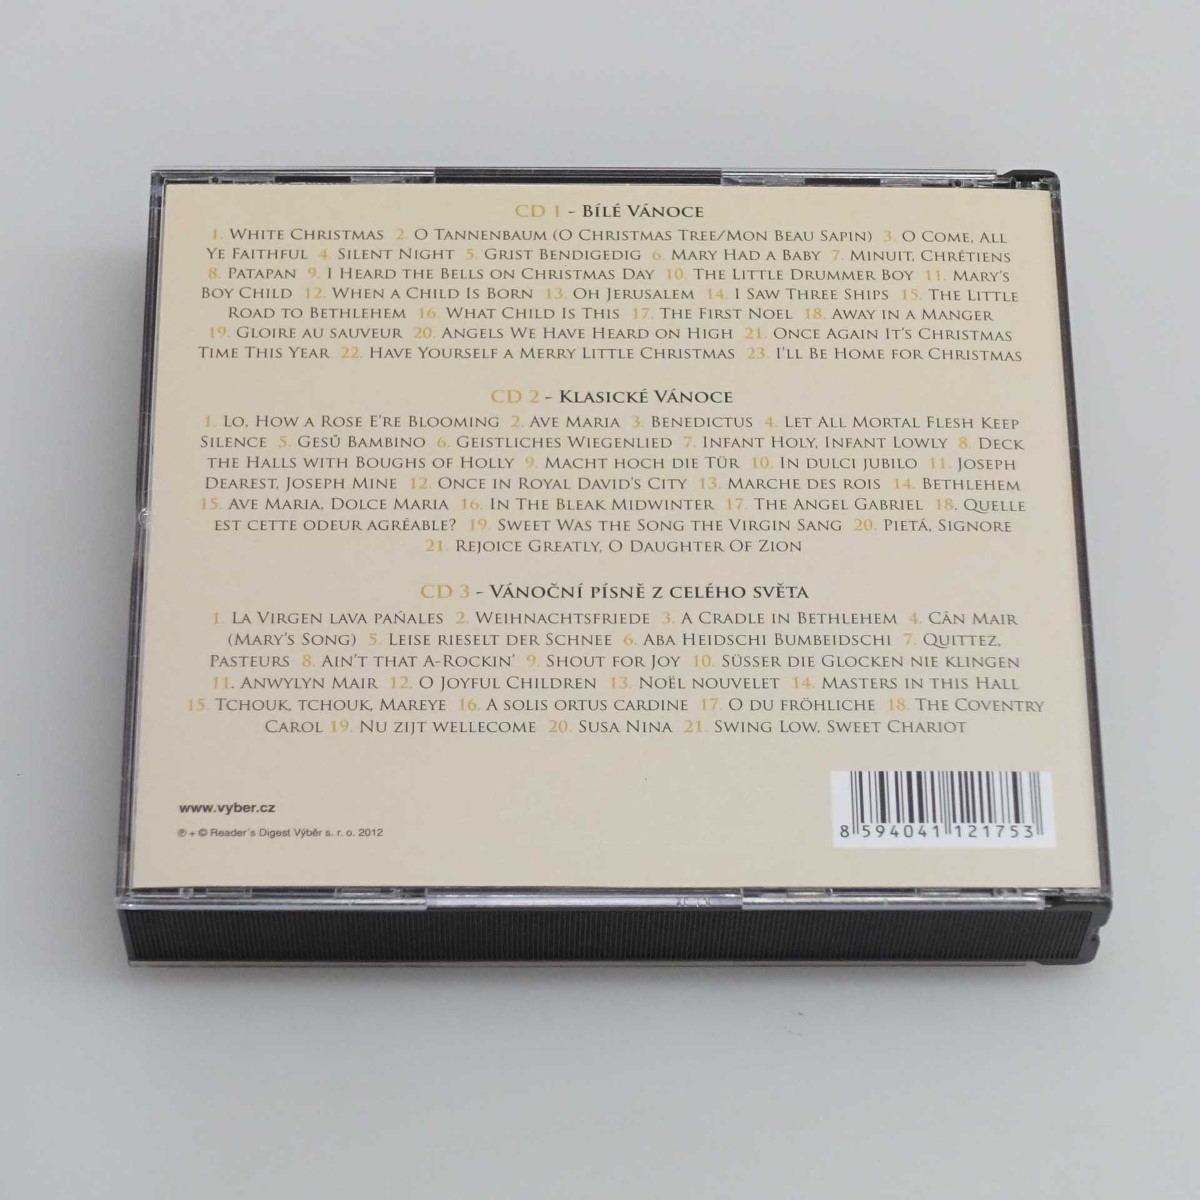 CD 1 - Bílé Vánoce
1. White Christmas 2. O Tannenbaum (O Christmas Tree/Mon Beau Sapin) 3. O Come, All
Ye Faithful 4. Silent Night 5. Grist Bendigedig 6. Mary Had a Baby 7. Minuit, Chrétiens
8. Patapan 9. I Heard the Bells on Christmas Day 10. The Little Drummer Boy 11. Mary's
Boy Child 12. When a Child Is Born 13. Oh Jerusalem 14. I Saw Three Ships 15. The Little
Road to Bethlehem 16. What Child Is This 17. The First Noel 18. Away in a Manger
19. Gloire au sauveur 20. Angels We Have Heard on High 21. Once Again It's Christmas
Time This Year 22. Have Yourself a Merry Little Christmas 23. I'll Be Home for Christmas
CD 2 - Klasické Vánoce
1. Lo, How a Rose E're Blooming 2. Ave Maria 3. Benedictus 4. Let All Mortal Flesh Keep
Silence 5. Gesŭ Bambino 6. Geistliches Wiegenlied 7. Infant Holy, Infant Lowly 8. Deck
the Halls with Boughs of Holly 9. Macht hoch die Tür 10. In dulci jubilo 11. Joseph
Dearest, Joseph Mine 12. Once in Royal David's City 13. Marche des rois 14. Bethlehem
15. Ave Maria, Dolce Maria 16. In The Bleak Midwinter 17. The Angel Gabriel 18. Quelle
est cette odeur agréable? 19. Sweet Was the Song the Virgin Sang 20. Pietá, Signore
21. Rejoice Greatly, O Daughter Of Zion
CD 3 - Vánoční písně z celého světa
1. La Virgen lava pańales 2. Weihnachtsfriede 3. A Cradle in Bethlehem 4. Cân Mair
(Mary's Song) 5. Leise rieselt der Schnee 6. Aba Heidschi Bumbeidschi 7. Quittez,
Pasteurs 8. Ain't that A-Rockin' 9. Shout for Joy 10. Süsser die Glocken nie klingen
11. Anwylyn Mair 12. O Joyful Children 13. Noël nouvelet 14. Masters in this Hall
15. Tchouk, tchouk, Mareye 16. A solis ortus cardine 17. O du fröhliche 18. The Coventry
Carol 19. Nu zijt wellecome 20. Susa Nina 21. Swing Low, Sweet Chariot
www.vyber.cz
℗ + © Reader´s Digest Výběr s. r. o. 2012
8 594041 121753